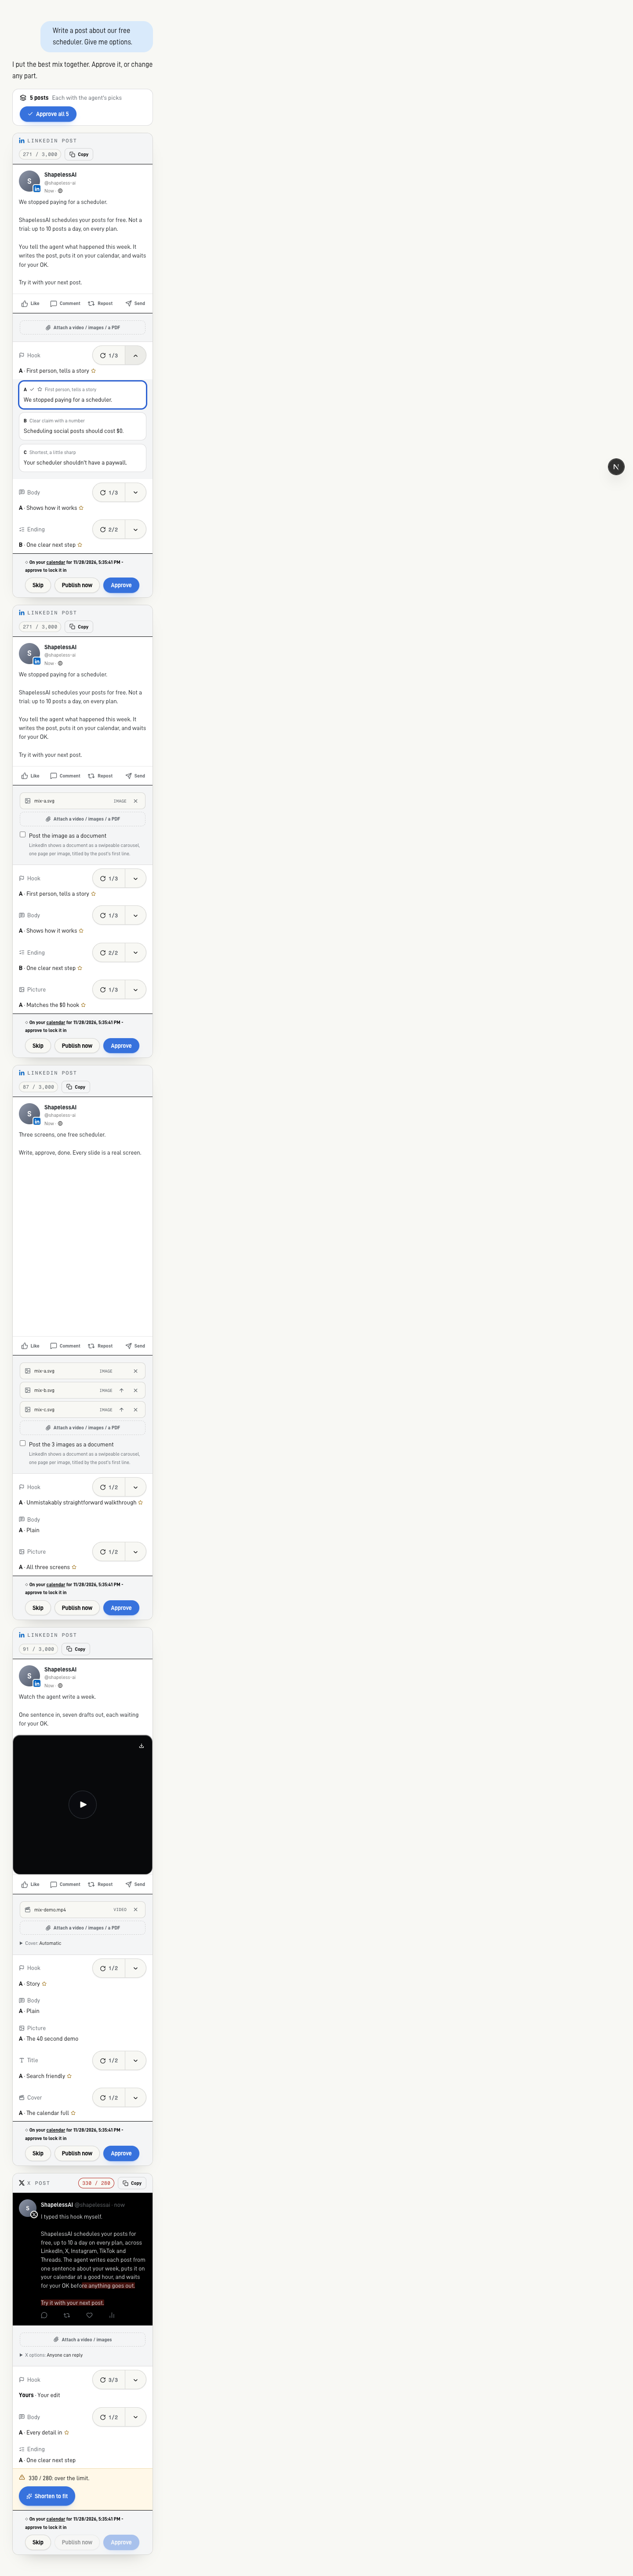 Write a post about our free
scheduler. Give me options.
I put the best mix together. Approve it, or change
any part.
5 posts Each with the agent's picks
Approve all 5
LINKEDIN POST
271 / 3,000 Copy
S
ShapelessAI
@shapeless-ai
Now ·
We stopped paying for a scheduler.
ShapelessAI schedules your posts for free. Not a
trial: up to 10 posts a day, on every plan.
You tell the agent what happened this week. It
writes the post, puts it on your calendar, and waits
for your OK.
Try it with your next post.
Like Comment Repost Send
Attach a video / images / a PDF
Hook 1/3
A · First person, tells a story
A First person, tells a story
We stopped paying for a scheduler.
B Clear claim with a number
Scheduling social posts should cost $0.
C Shortest, a little sharp
Your scheduler shouldn't have a paywall.
Body 1/3
A · Shows how it works
Ending 2/2
B · One clear next step
On your calendar for 11/28/2026, 5:35:41 PM -
approve to lock it in
Skip Publish now Approve
LINKEDIN POST
271 / 3,000 Copy
S
ShapelessAI
@shapeless-ai
Now ·
We stopped paying for a scheduler.
ShapelessAI schedules your posts for free. Not a
trial: up to 10 posts a day, on every plan.
You tell the agent what happened this week. It
writes the post, puts it on your calendar, and waits
for your OK.
Try it with your next post.
Like Comment Repost Send
mix-a.svg IMAGE
Attach a video / images / a PDF
Post the image as a document
LinkedIn shows a document as a swipeable carousel,
one page per image, titled by the post's first line.
Hook 1/3
A · First person, tells a story
Body 1/3
A · Shows how it works
Ending 2/2
B · One clear next step
Picture 1/3
A · Matches the $0 hook
On your calendar for 11/28/2026, 5:35:41 PM -
approve to lock it in
Skip Publish now Approve
LINKEDIN POST
87 / 3,000 Copy
S
ShapelessAI
@shapeless-ai
Now ·
Three screens, one free scheduler.
Write, approve, done. Every slide is a real screen.
Like Comment Repost Send
mix-a.svg IMAGE
mix-b.svg IMAGE
mix-c.svg IMAGE
Attach a video / images / a PDF
Post the 3 images as a document
LinkedIn shows a document as a swipeable carousel,
one page per image, titled by the post's first line.
Hook 1/2
A · Unmistakably straightforward walkthrough
Body
A · Plain
Picture 1/2
A · All three screens
On your calendar for 11/28/2026, 5:35:41 PM -
approve to lock it in
Skip Publish now Approve
LINKEDIN POST
91 / 3,000 Copy
S
ShapelessAI
@shapeless-ai
Now ·
Watch the agent write a week.
One sentence in, seven drafts out, each waiting
for your OK.
Like Comment Repost Send
mix-demo.mp4 VIDEO
Attach a video / images / a PDF
Cover: Automatic
Hook 1/2
A · Story
Body
A · Plain
Picture
A · The 40 second demo
Title 1/2
A · Search friendly
Cover 1/2
A · The calendar full
On your calendar for 11/28/2026, 5:35:41 PM -
approve to lock it in
Skip Publish now Approve
X POST 330 / 280 Copy
S
ShapelessAI @shapelessai · now
I typed this hook myself.
ShapelessAI schedules your posts for
free, up to 10 a day on every plan, across
LinkedIn, X, Instagram, TikTok and
Threads. The agent writes each post from
one sentence about your week, puts it on
your calendar at a good hour, and waits
for your OK before anything goes out.
Try it with your next post.
Attach a video / images
X options: Anyone can reply
Hook 3/3
Yours · Your edit
Body 1/2
A · Every detail in
Ending
A · One clear next step
330 / 280: over the limit.
Shorten to fit
On your calendar for 11/28/2026, 5:35:41 PM -
approve to lock it in
Skip Publish now Approve
N